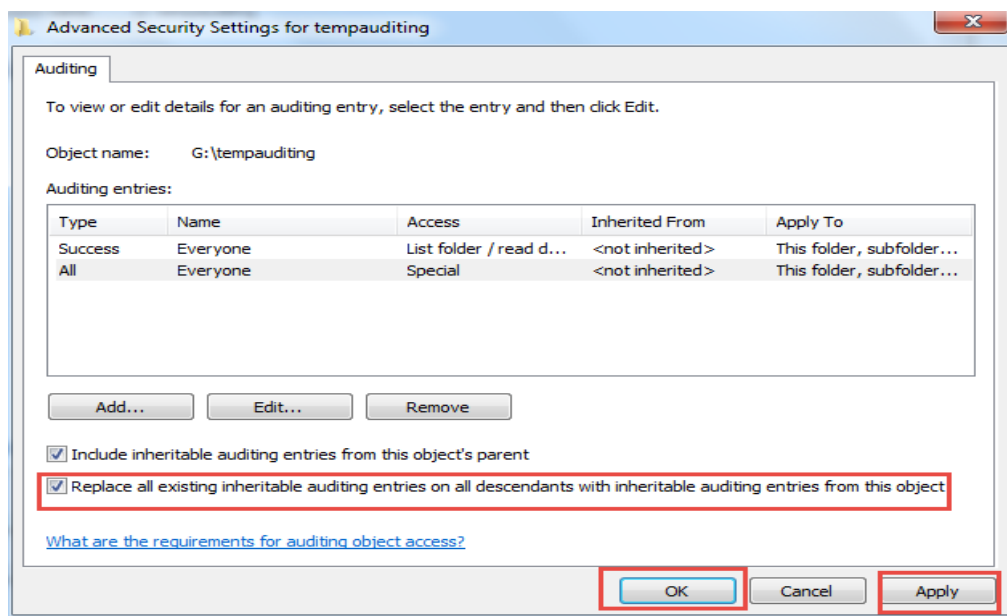 Advanced Security Settings for tempauditing
Auditing
To view or edit details for an auditing entry, select the entry and then click Edit.
Object name: G:\tempauditing
Auditing entries:
Type Name Access Inherited From Apply To
Success Everyone List folder / read d... <not inherited> This folder, subfolder...
All Everyone Special <not inherited> This folder, subfolder...
Add... Edit... Remove
Include inheritable auditing entries from this object's parent
Replace all existing inheritable auditing entries on all descendants with inheritable auditing entries from this object
What are the requirements for auditing object access?
OK Cancel Apply